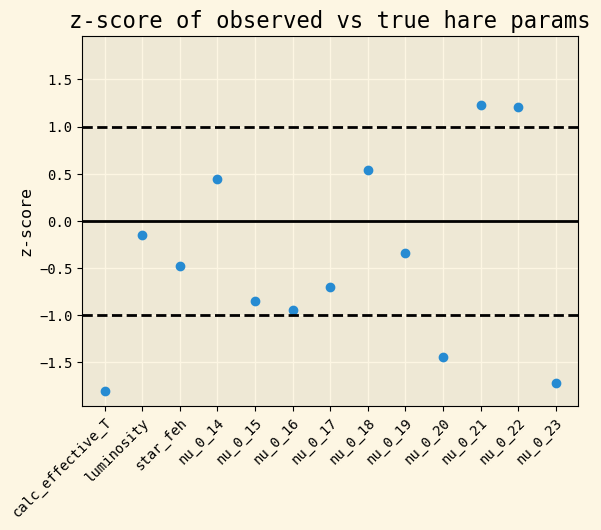 z-score of observed vs true hare params
z-score
1.5
1.0
0.5
0.0
−0.5
−1.0
−1.5
calc_effective_T
luminosity
star_feh
nu_0_14
nu_0_15
nu_0_16
nu_0_17
nu_0_18
nu_0_19
nu_0_20
nu_0_21
nu_0_22
nu_0_23